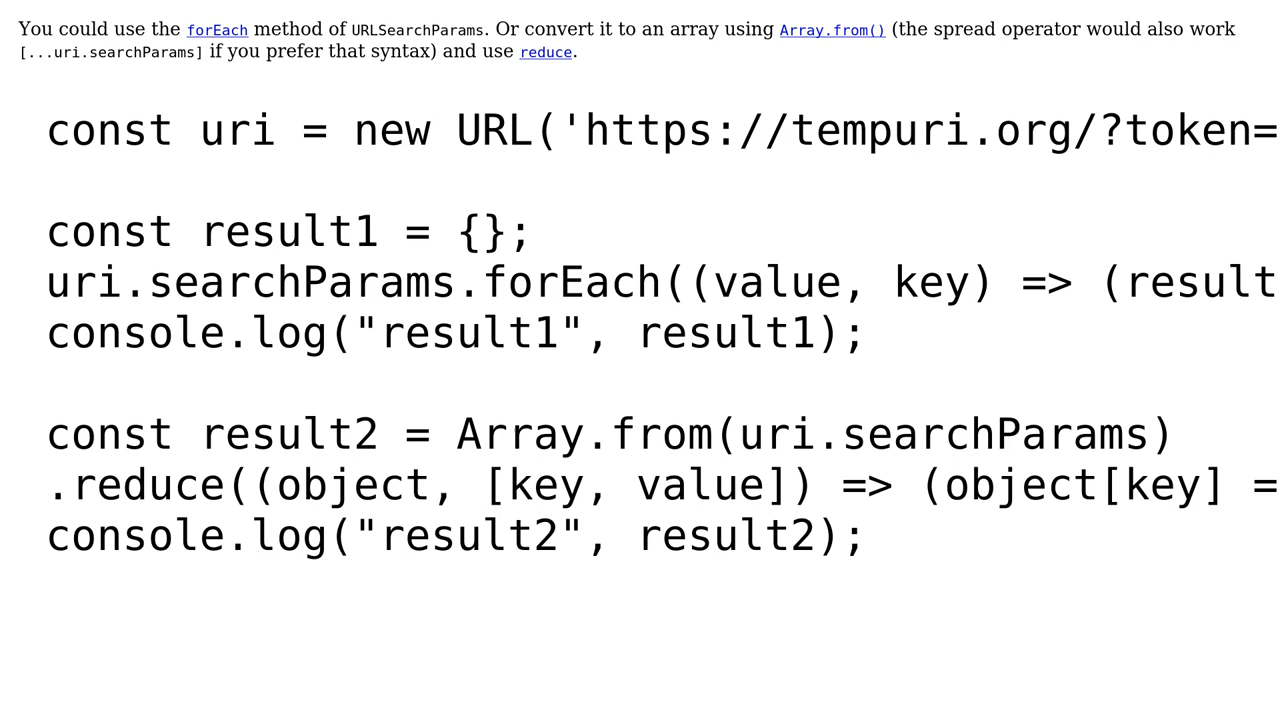 You could use the forEach method of URLSearchParams. Or convert it to an array using Array.from() (the spread operator would also work
[...uri.searchParams] if you prefer that syntax) and use reduce.
const uri = new URL('https://tempuri.org/?token=
const result1 = {};
uri.searchParams.forEach((value, key) => (result
console.log("result1", result1);
const result2 = Array.from(uri.searchParams)
.reduce((object, [key, value]) => (object[key] =
console.log("result2", result2);